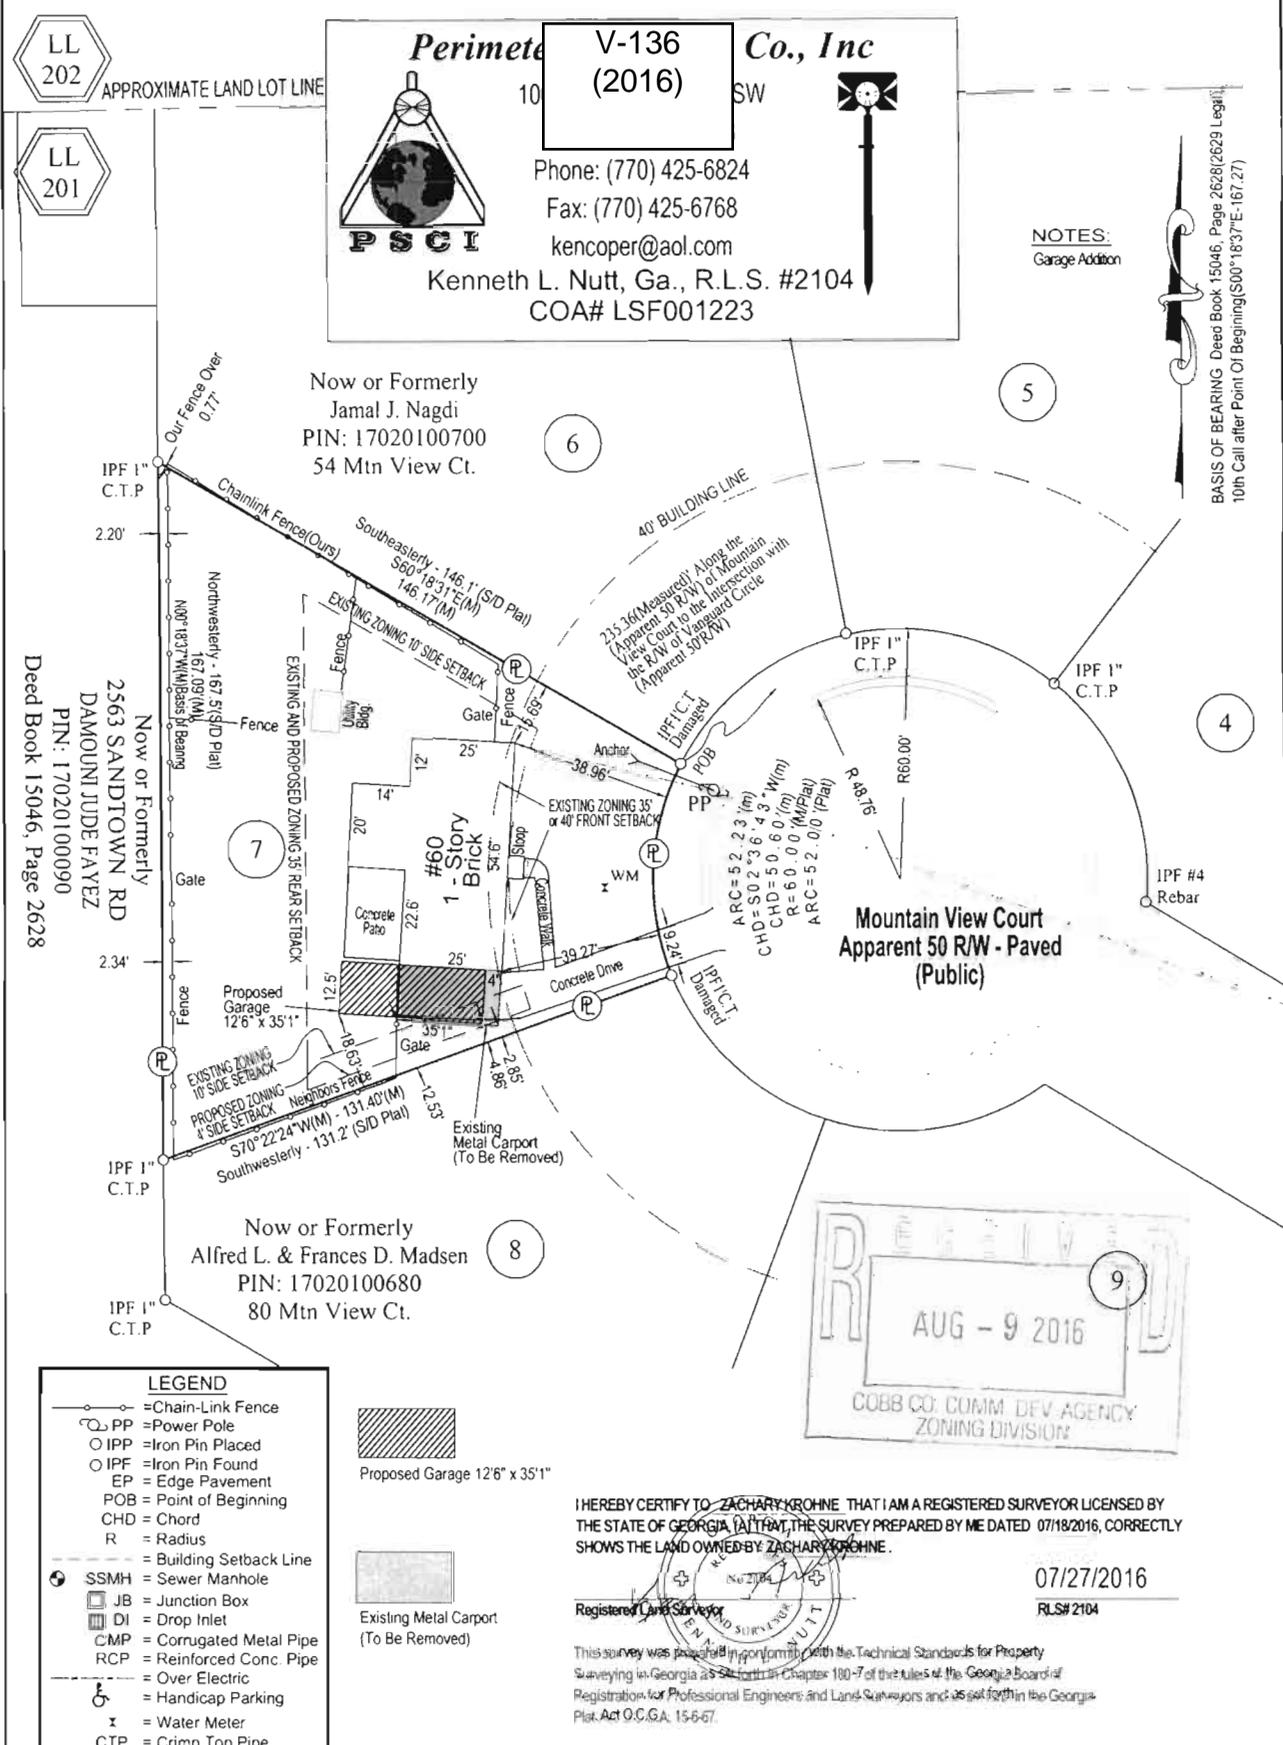 LL
202
APPROXIMATE LAND LOT LINE
LL
201
Perimete
Co., Inc
V-136
(2016)
10
SW
PSCI
Phone: (770) 425-6824
Fax: (770) 425-6768
kencoper@aol.com
Kenneth L. Nutt, Ga., R.L.S. #2104
COA# LSF001223
NOTES:
Garage Addition
BASIS OF BEARING Deed Book 15046, Page 2628(2629 Legal)
10th Call after Point Of Begining(S00°18'37"E-167.27)
Now or Formerly
Jamal J. Nagdi
PIN: 17020100700
54 Mtn View Ct.
6
5
4
Our Fence Over
0.77'
IPF 1"
C.T.P
2.20'
Chainlink Fence(Ours)
Southeasterly - 146.1' (S/D Plat)
S60°18'31"E(M)
146.17'(M)
40' BUILDING LINE
235.36(Measured)' Along the
(Apparent 50 R/W) of Mountain
View Court to the Intersection with
the R/W of Vanguard Circle
(Apparent 50'R/W)
EXISTING ZONING 10' SIDE SETBACK
Northwesterly - 167.5'(S/D Plat)
167.09'(M)
N00°18'37"W(M)Basis of Bearing
Now or Formerly
2563 SANDTOWN RD
DAMOUNI JUDE FAYEZ
PIN: 17020100090
Deed Book 15046, Page 2628
EXISTING AND PROPOSED ZONING 35' REAR SETBACK
Fence
Fence
Utility
Bldg.
Gate
Fence
15.69'
PL
IPF 1"C.T.
Damaged
POB
Anchor
38.96'
PP
IPF 1"
C.T.P
IPF 1"
C.T.P
R60.00'
R 48.76'
25'
12'
14'
20'
EXISTING ZONING 35'
or 40' FRONT SETBACK
#60
1 - Story
Brick
54.6'
Stoop
Concrete Walk
WM
PL
ARC=52.23'(m)
CHD=S02°36'43"W(m)
CHD=50.60'(m)
R=60.00'(M/Plat)
ARC=52.0/0'(Plat)
IPF #4
Rebar
Mountain View Court
Apparent 50 R/W - Paved
(Public)
7
Gate
Concrete
Patio
22.6'
25'
2.34'
12.5'
4'
39.27'
9.24'
Concrete Drive
IPF 1"C.T.
Damaged
PL
Fence
Proposed
Garage
12'6" x 35'1"
35'1"
Gate
18.63'
2.85'
4.86'
12.53'
PL
EXISTING ZONING
10' SIDE SETBACK
PROPOSED ZONING
4' SIDE SETBACK
Neighbors Fence
S70°22'24"W(M) - 131.40'(M)
Southwesterly - 131.2' (S/D Plat)
Existing
Metal Carport
(To Be Removed)
IPF 1"
C.T.P
Now or Formerly
Alfred L. & Frances D. Madsen
PIN: 17020100680
80 Mtn View Ct.
8
IPF 1"
C.T.P
RECEIVED
9
AUG - 9 2016
COBB CO. COMM. DEV. AGENCY
ZONING DIVISION
LEGEND
=Chain-Link Fence
PP =Power Pole
IPP =Iron Pin Placed
IPF =Iron Pin Found
EP = Edge Pavement
POB = Point of Beginning
CHD = Chord
R = Radius
= Building Setback Line
SSMH = Sewer Manhole
JB = Junction Box
DI = Drop Inlet
CMP = Corrugated Metal Pipe
RCP = Reinforced Conc. Pipe
= Over Electric
= Handicap Parking
= Water Meter
CTP = Crimp Top Pipe
Proposed Garage 12'6" x 35'1"
Existing Metal Carport
(To Be Removed)
I HEREBY CERTIFY TO ZACHARY KROHNE THAT I AM A REGISTERED SURVEYOR LICENSED BY
THE STATE OF GEORGIA, THAT THE SURVEY PREPARED BY ME DATED 07/18/2016, CORRECTLY
SHOWS THE LAND OWNED BY ZACHARY KROHNE.
No 2104
LAND SURVEYOR
07/27/2016
Registered Land Surveyor
RLS# 2104
This survey was prepared in conformity with the Technical Standards for Property
Surveying in Georgia as set forth in Chapter 180-7 of the rules of the Georgia Board of
Registration for Professional Engineers and Land Surveyors and as set forth in the Georgia
Plat Act O.C.G.A. 15-6-67.